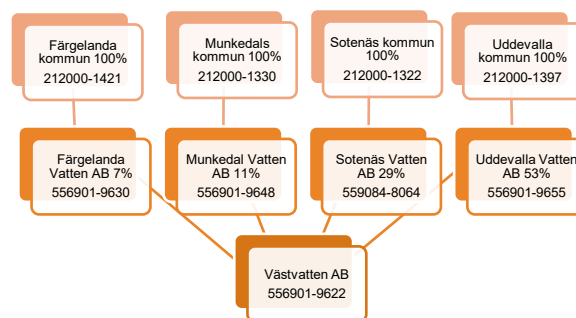 Färgelanda
kommun 100%
212000-1421
Munkedals
kommun 100%
212000-1330
Sotenäs kommun
100%
212000-1322
Uddevalla
kommun 100%
212000-1397
Färgelanda
Vatten AB 7%
556901-9630
Munkedal Vatten
AB 11%
556901-9648
Sotenäs Vatten
AB 29%
559084-8064
Uddevalla Vatten
AB 53%
556901-9655
Västvatten AB
556901-9622